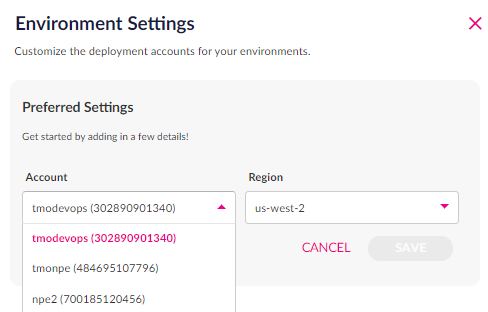 Environment Settings
Customize the deployment accounts for your environments.
Preferred Settings
Get started by adding in a few details!
Account
Region
tmodevops (302890901340)
us-west-2
tmodevops (302890901340)
tmonpe (484695107796)
npe2 (700185120456)
CANCEL
SAVE